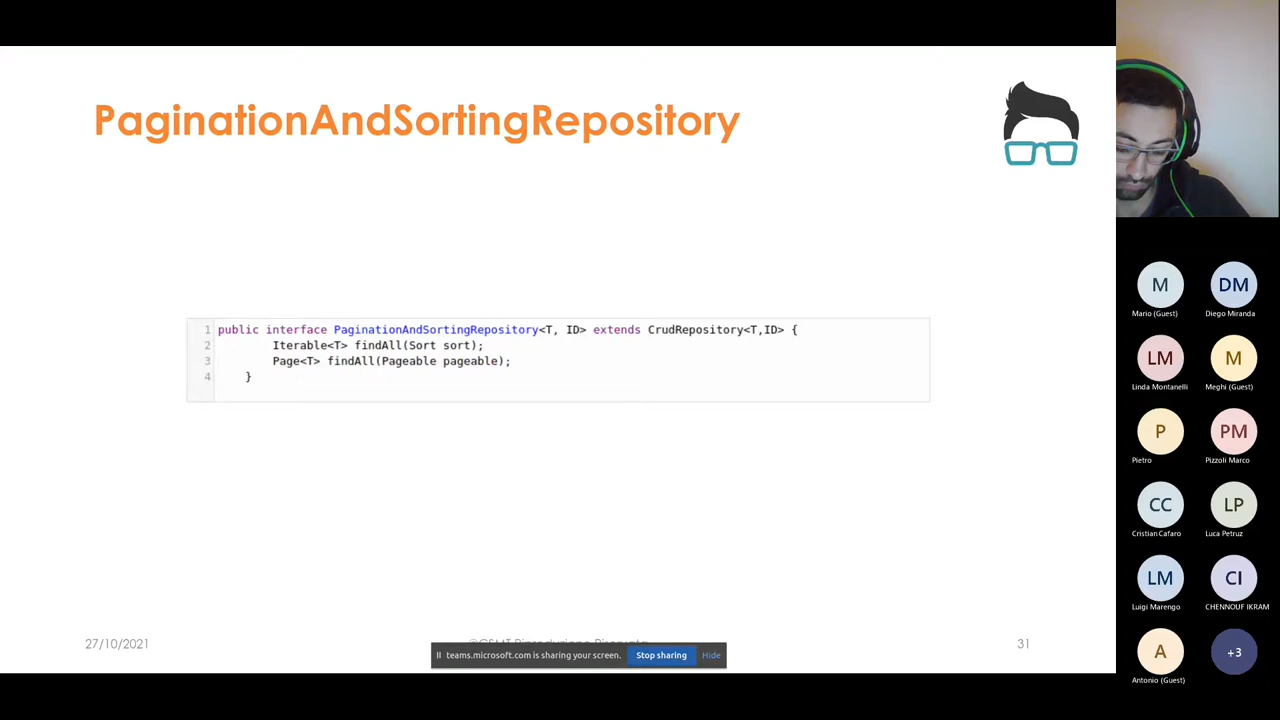 PaginationAndSortingRepository
1 public interface PaginationAndSortingRepository<T, ID> extends CrudRepository<T,ID> {
2 Iterable<T> findAll(Sort sort);
3 Page<T> findAll(Pageable pageable);
4 }
27/10/2021
31
teams.microsoft.com is sharing your screen. Stop sharing Hide
M DM
Mario (Guest) Diego Miranda
LM M
Linda Montanelli Meghi (Guest)
P PM
Pietro Pizzoli Marco
CC LP
Cristian Cafaro Luca Petruz
LM CI
Luigi Marengo CHENNOUF IKRAM
A +3
Antonio (Guest)